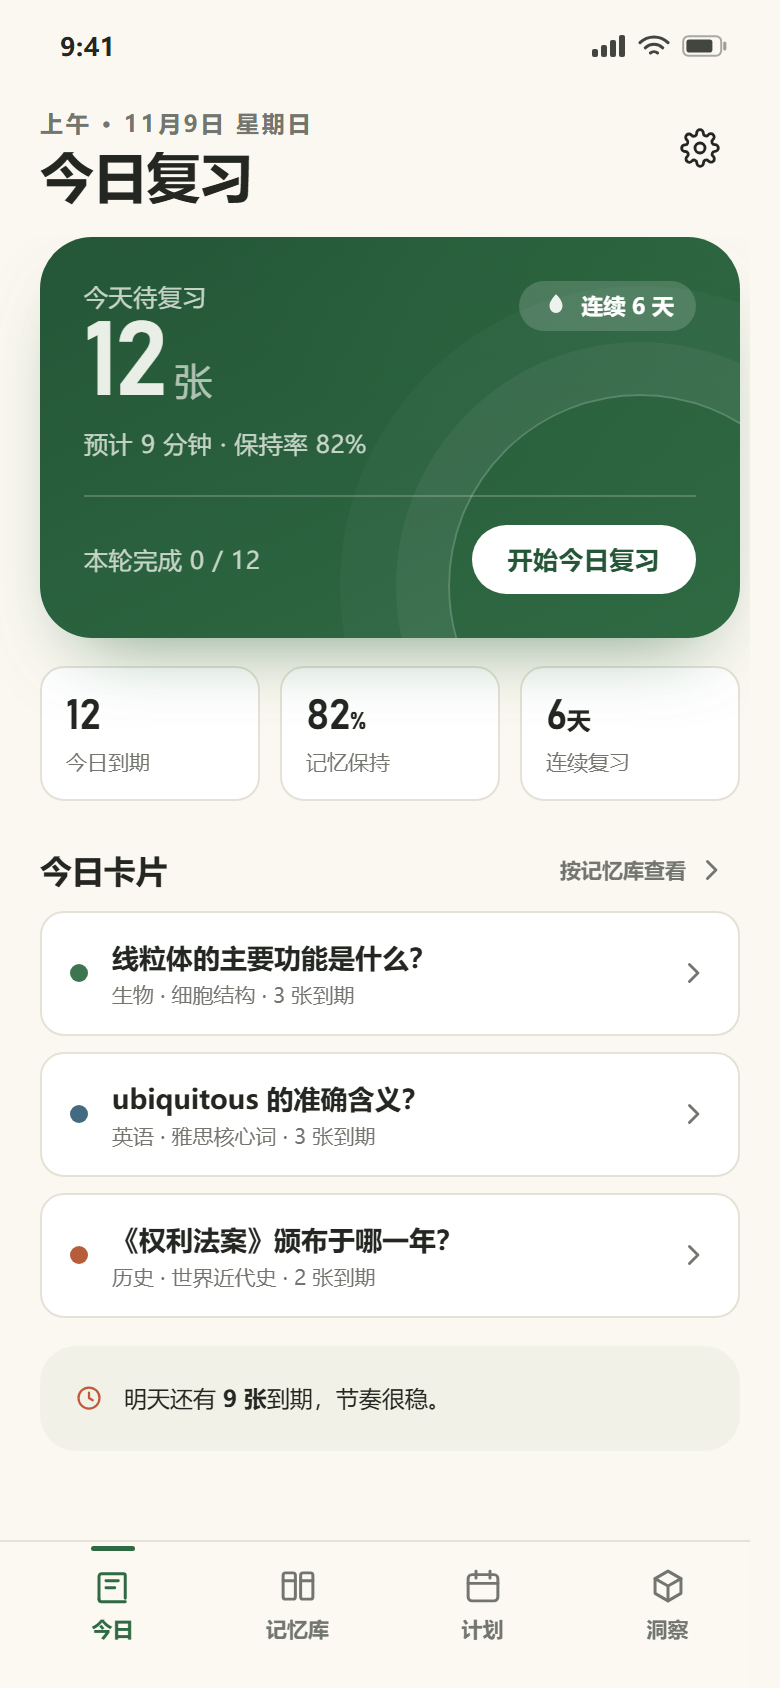 9:41
上午 · 11月9日 星期日
今日复习
今天待复习
连续 6 天
12 张
预计 9 分钟 · 保持率 82%
本轮完成 0 / 12
开始今日复习
12
今日到期
82%
记忆保持
6天
连续复习
今日卡片
按记忆库查看
线粒体的主要功能是什么？
生物 · 细胞结构 · 3 张到期
ubiquitous 的准确含义？
英语 · 雅思核心词 · 3 张到期
《权利法案》颁布于哪一年？
历史 · 世界近代史 · 2 张到期
明天还有 9 张到期，节奏很稳。
今日
记忆库
计划
洞察